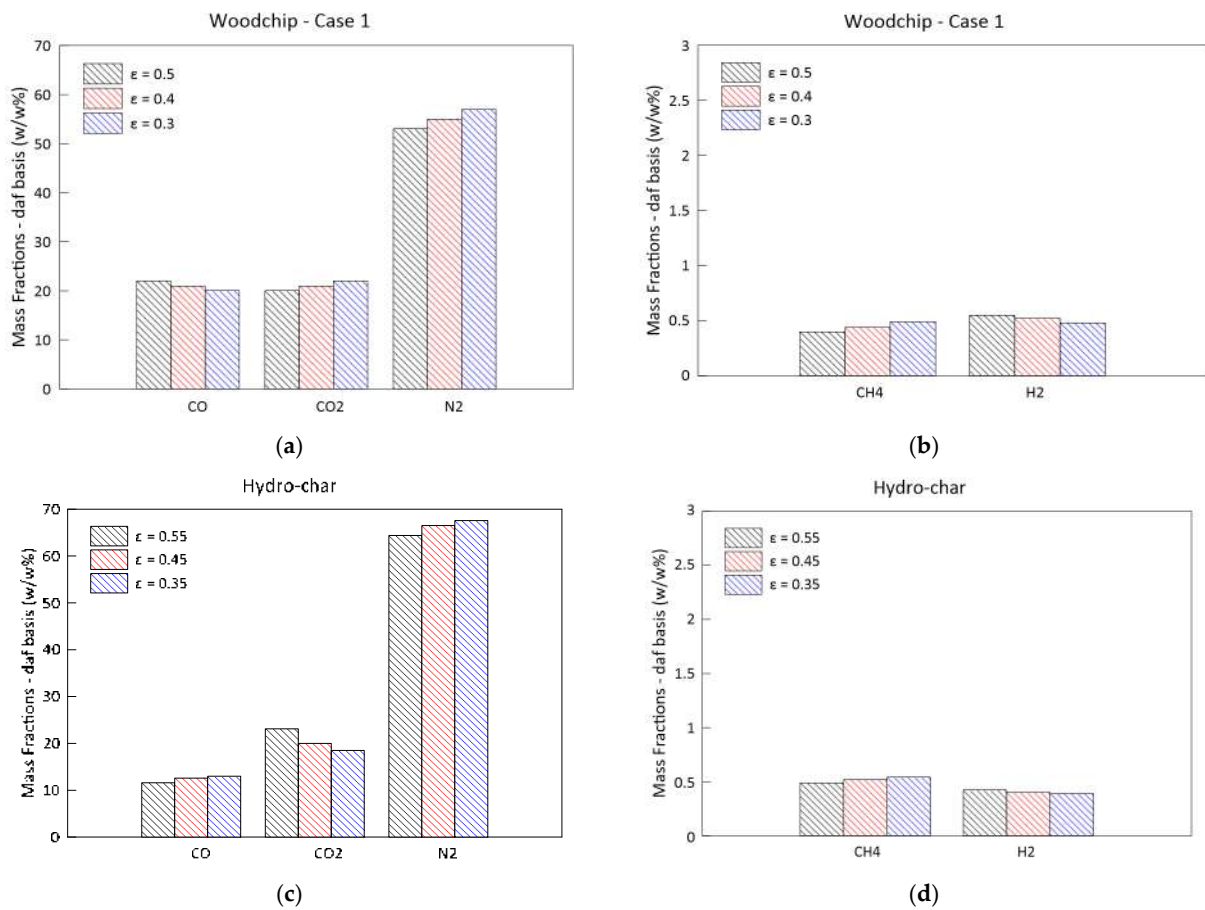 Woodchip - Case 1
Mass Fractions - daf basis (w/w%)
70
60
50
40
30
20
10
0
ε = 0.5
ε = 0.4
ε = 0.3
CO CO2 N2
(a)
Woodchip - Case 1
Mass Fractions - daf basis (w/w%)
3
2.5
2
1.5
1
0.5
0
ε = 0.5
ε = 0.4
ε = 0.3
CH4 H2
(b)
Hydro-char
Mass Fractions - daf basis (w/w%)
70
60
50
40
30
20
10
0
ε = 0.55
ε = 0.45
ε = 0.35
CO CO2 N2
(c)
Hydro-char
Mass Fractions - daf basis (w/w%)
3
2.5
2
1.5
1
0.5
0
ε = 0.55
ε = 0.45
ε = 0.35
CH4 H2
(d)